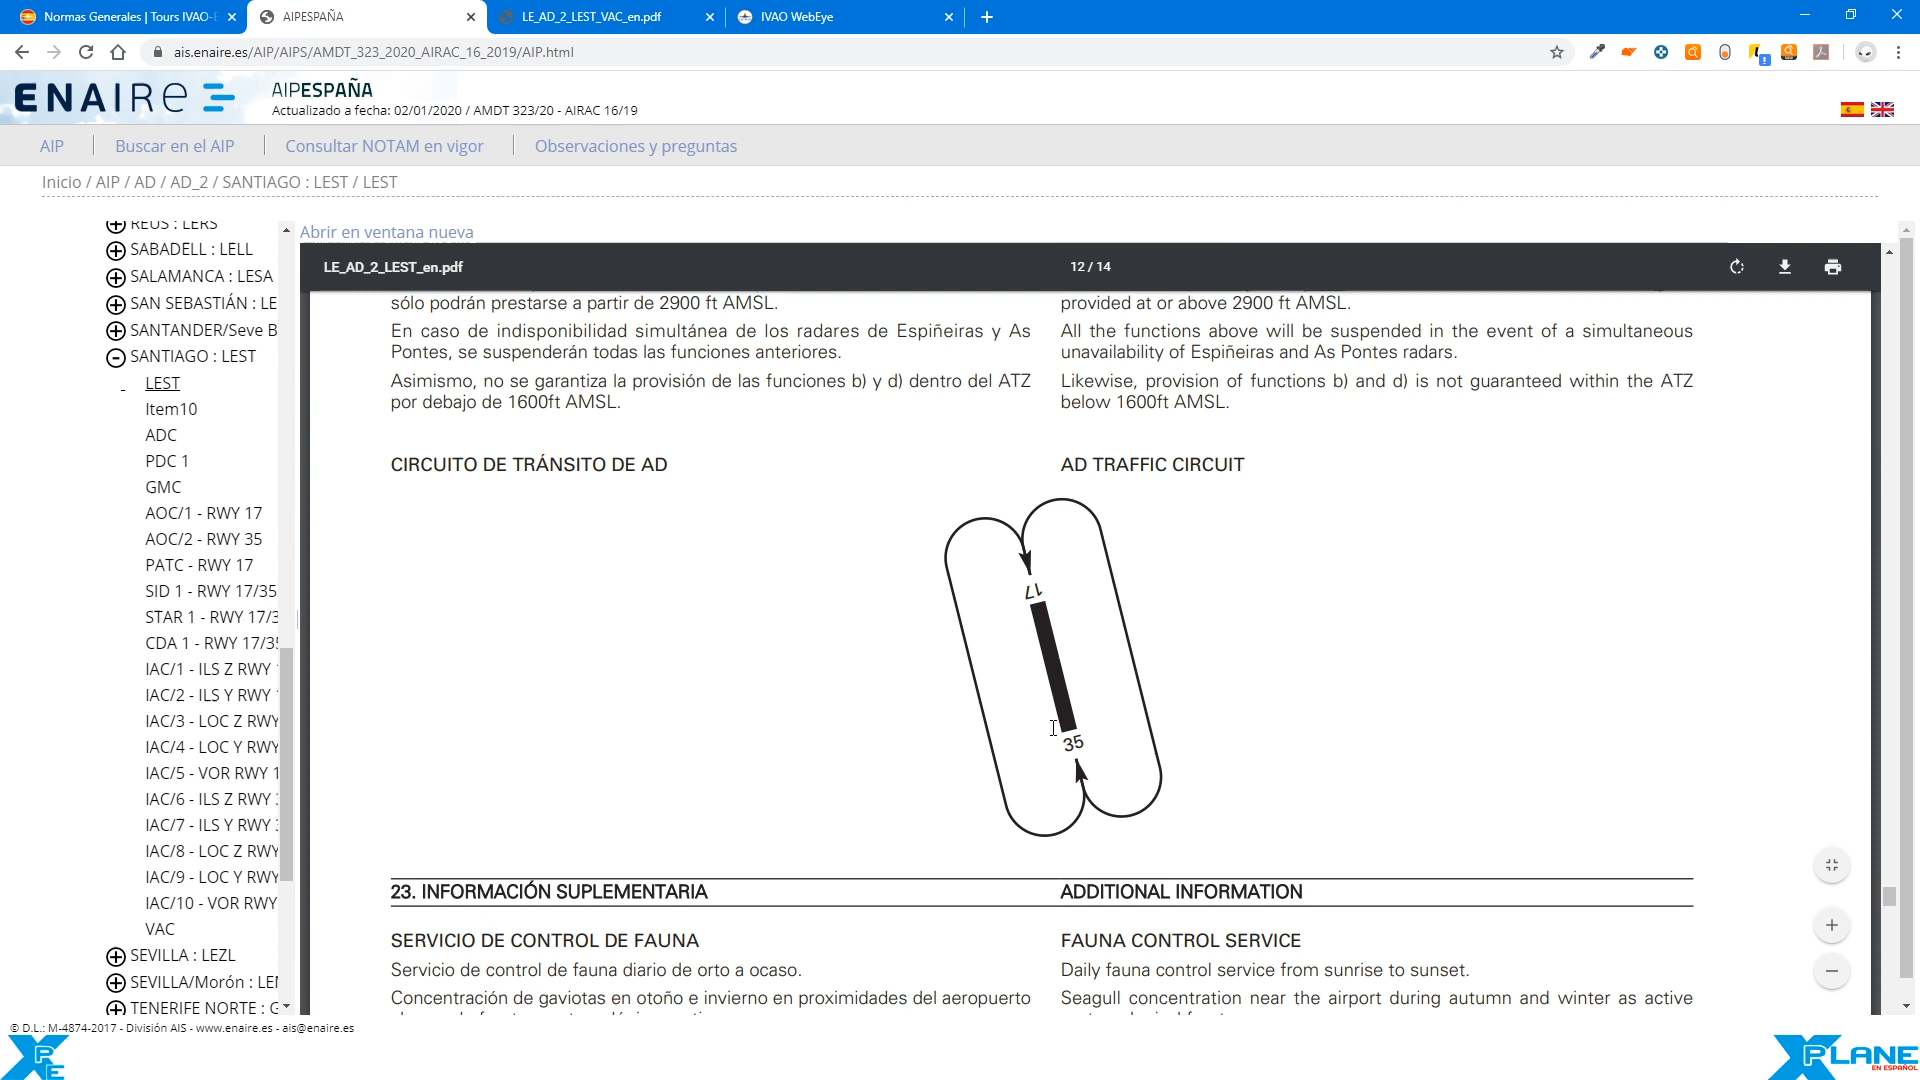 Normas Generales | Tours IVAO-E
AIPESPAÑA
LE_AD_2_LEST_VAC_en.pdf
IVAO WebEye
ais.enaire.es/AIP/AIPS/AMDT_323_2020_AIRAC_16_2019/AIP.html
ENAIRe
AIPESPAÑA
Actualizado a fecha: 02/01/2020 / AMDT 323/20 - AIRAC 16/19
AIP
Buscar en el AIP
Consultar NOTAM en vigor
Observaciones y preguntas
Inicio / AIP / AD / AD_2 / SANTIAGO : LEST / LEST
REUS : LERS
SABADELL : LELL
SALAMANCA : LESA
SAN SEBASTIÁN : LE
SANTANDER/Seve B
SANTIAGO : LEST
LEST
Item10
ADC
PDC 1
GMC
AOC/1 - RWY 17
AOC/2 - RWY 35
PATC - RWY 17
SID 1 - RWY 17/35
STAR 1 - RWY 17/3
CDA 1 - RWY 17/35
IAC/1 - ILS Z RWY
IAC/2 - ILS Y RWY
IAC/3 - LOC Z RWY
IAC/4 - LOC Y RWY
IAC/5 - VOR RWY 1
IAC/6 - ILS Z RWY
IAC/7 - ILS Y RWY
IAC/8 - LOC Z RWY
IAC/9 - LOC Y RWY
IAC/10 - VOR RWY
VAC
SEVILLA : LEZL
SEVILLA/Morón : LE
TENERIFE NORTE : G
Abrir en ventana nueva
LE_AD_2_LEST_en.pdf
12 / 14
sólo podrán prestarse a partir de 2900 ft AMSL.
En caso de indisponibilidad simultánea de los radares de Espiñeiras y As
Pontes, se suspenderán todas las funciones anteriores.
Asimismo, no se garantiza la provisión de las funciones b) y d) dentro del ATZ
por debajo de 1600ft AMSL.
provided at or above 2900 ft AMSL.
All the functions above will be suspended in the event of a simultaneous
unavailability of Espiñeiras and As Pontes radars.
Likewise, provision of functions b) and d) is not guaranteed within the ATZ
below 1600ft AMSL.
CIRCUITO DE TRÁNSITO DE AD
AD TRAFFIC CIRCUIT
17
35
23. INFORMACIÓN SUPLEMENTARIA
ADDITIONAL INFORMATION
SERVICIO DE CONTROL DE FAUNA
Servicio de control de fauna diario de orto a ocaso.
Concentración de gaviotas en otoño e invierno en proximidades del aeropuerto
FAUNA CONTROL SERVICE
Daily fauna control service from sunrise to sunset.
Seagull concentration near the airport during autumn and winter as active
© D.L.: M-4874-2017 - División AIS - www.enaire.es - ais@enaire.es
XPE
XPLANE
EN ESPAÑOL